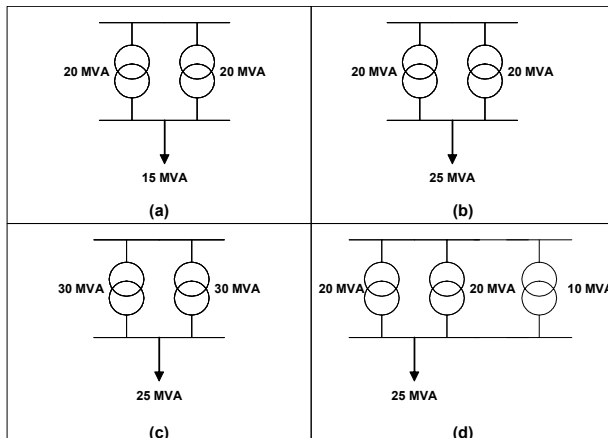 20 MVA 20 MVA
15 MVA
(a)
20 MVA 20 MVA
25 MVA
(b)
30 MVA 30 MVA
25 MVA
(c)
20 MVA 20 MVA 10 MVA
25 MVA
(d)